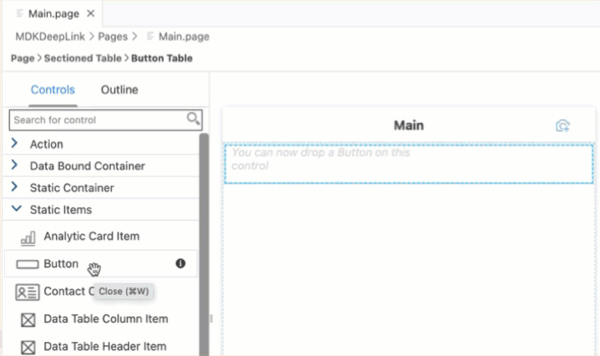 Main.page ×
MDKDeepLink > Pages > Main.page
Page > Sectioned Table > Button Table
Controls Outline
Search for control
Main
Action
You can now drop a Button on this
control
Data Bound Container
Static Container
Static Items
Analytic Card Item
Button
Contact C
Close (⌘W)
Data Table Column Item
Data Table Header Item